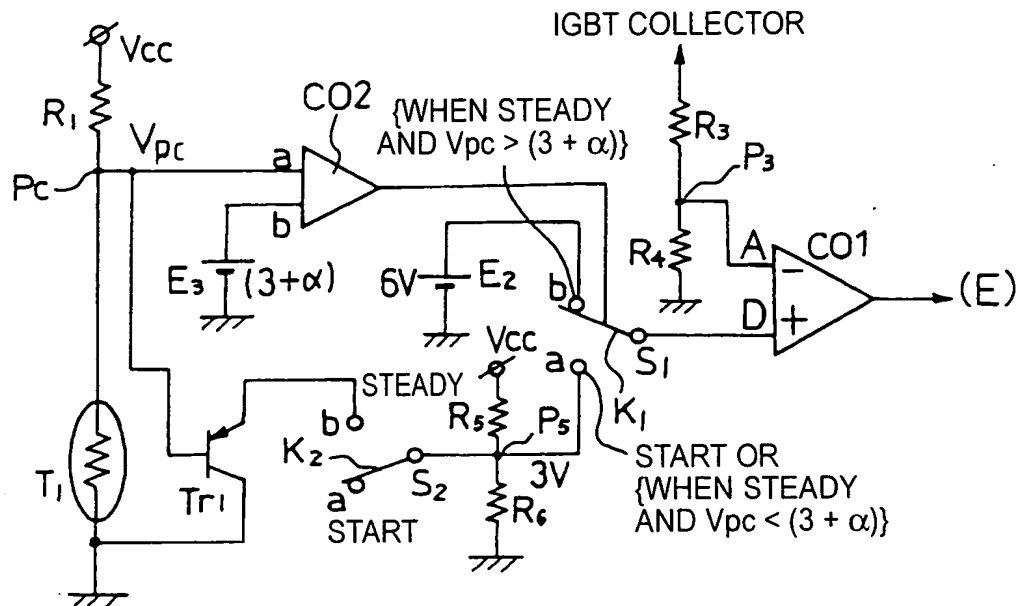 IGBT COLLECTOR
Vcc
R1
CO2
{WHEN STEADY
AND Vpc > (3 + α)}
R3
P3
Vpc
a
Pc
b
E3
(3+α)
6V
E2
b
R4
A
CO1
−
(E)
D
+
S1
Vcc
a
K1
STEADY
b
R5
P5
K2
S2
3V
a
START
R6
START OR
{WHEN STEADY
AND Vpc < (3 + α)}
T1
Tr1